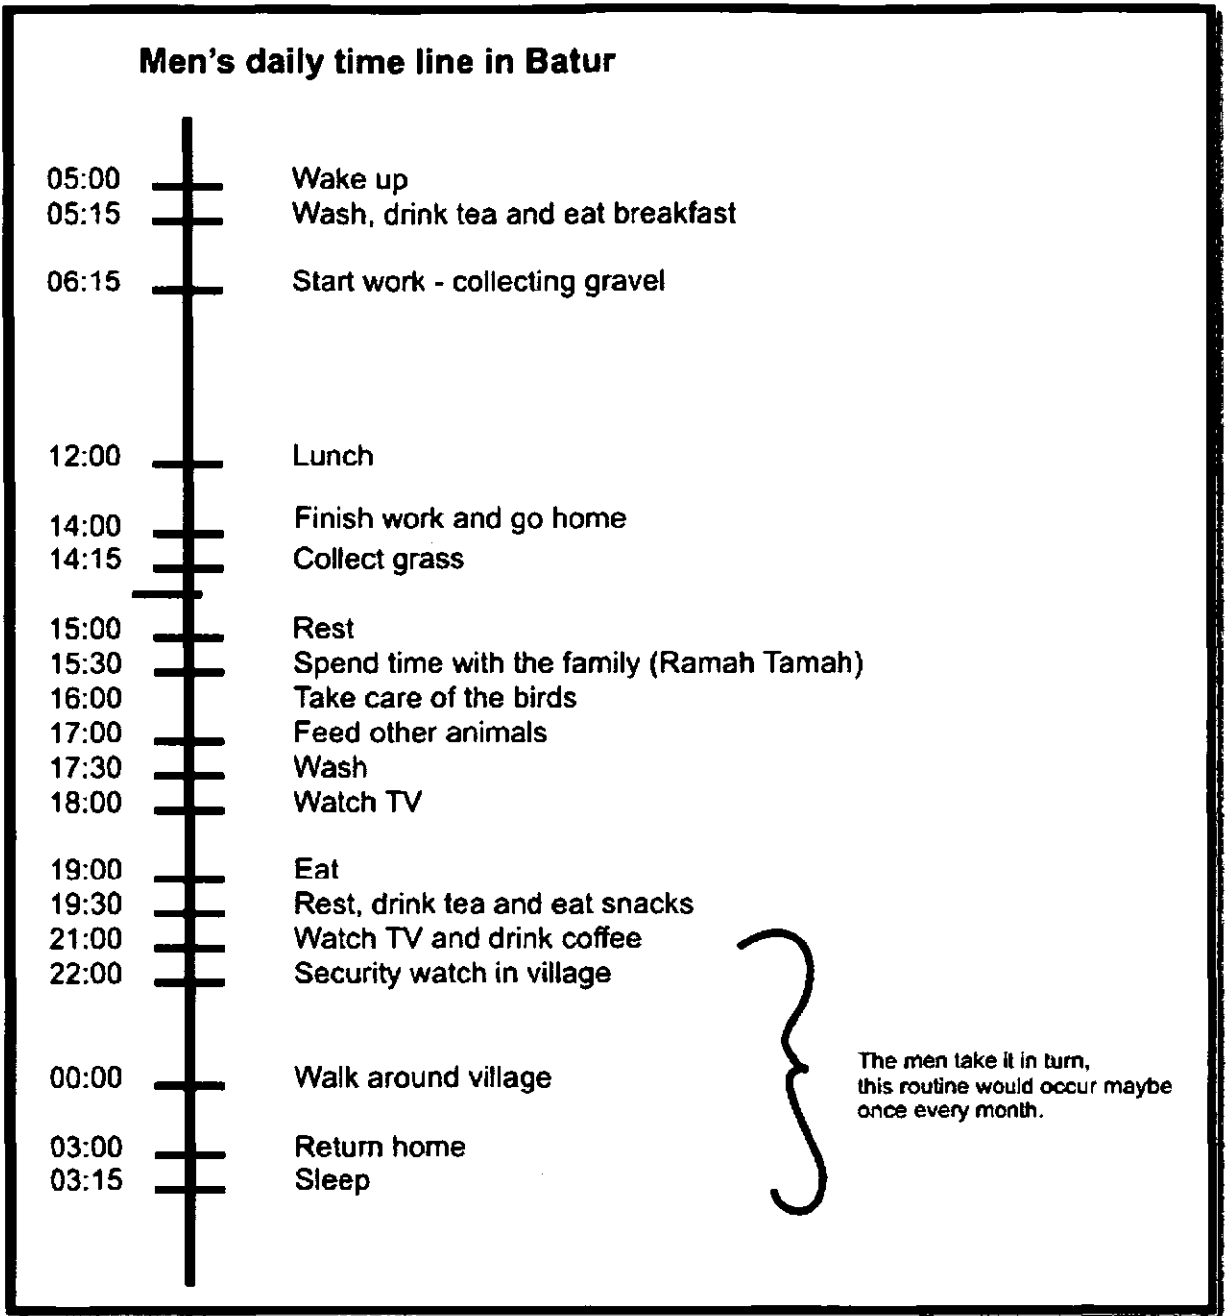 Men's daily time line in Batur
05:00 Wake up
05:15 Wash, drink tea and eat breakfast
06:15 Start work - collecting gravel
12:00 Lunch
14:00 Finish work and go home
14:15 Collect grass
15:00 Rest
15:30 Spend time with the family (Ramah Tamah)
16:00 Take care of the birds
17:00 Feed other animals
17:30 Wash
18:00 Watch TV
19:00 Eat
19:30 Rest, drink tea and eat snacks
21:00 Watch TV and drink coffee
22:00 Security watch in village
00:00 Walk around village
03:00 Return home
03:15 Sleep
The men take it in turn,
this routine would occur maybe
once every month.